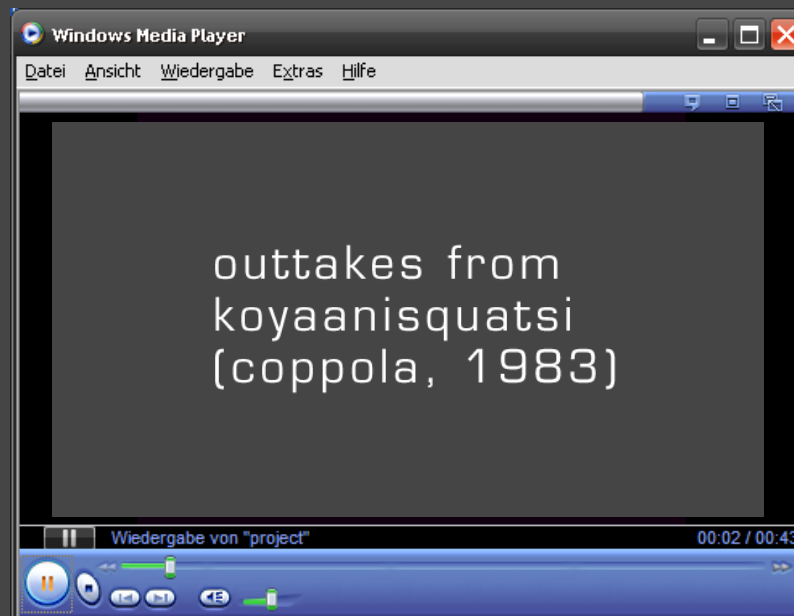 Windows Media Player
Datei Ansicht Wiedergabe Extras Hilfe
outtakes from
koyaanisquatsi
(coppola, 1983)
Wiedergabe von "project" 00:02 / 00:43